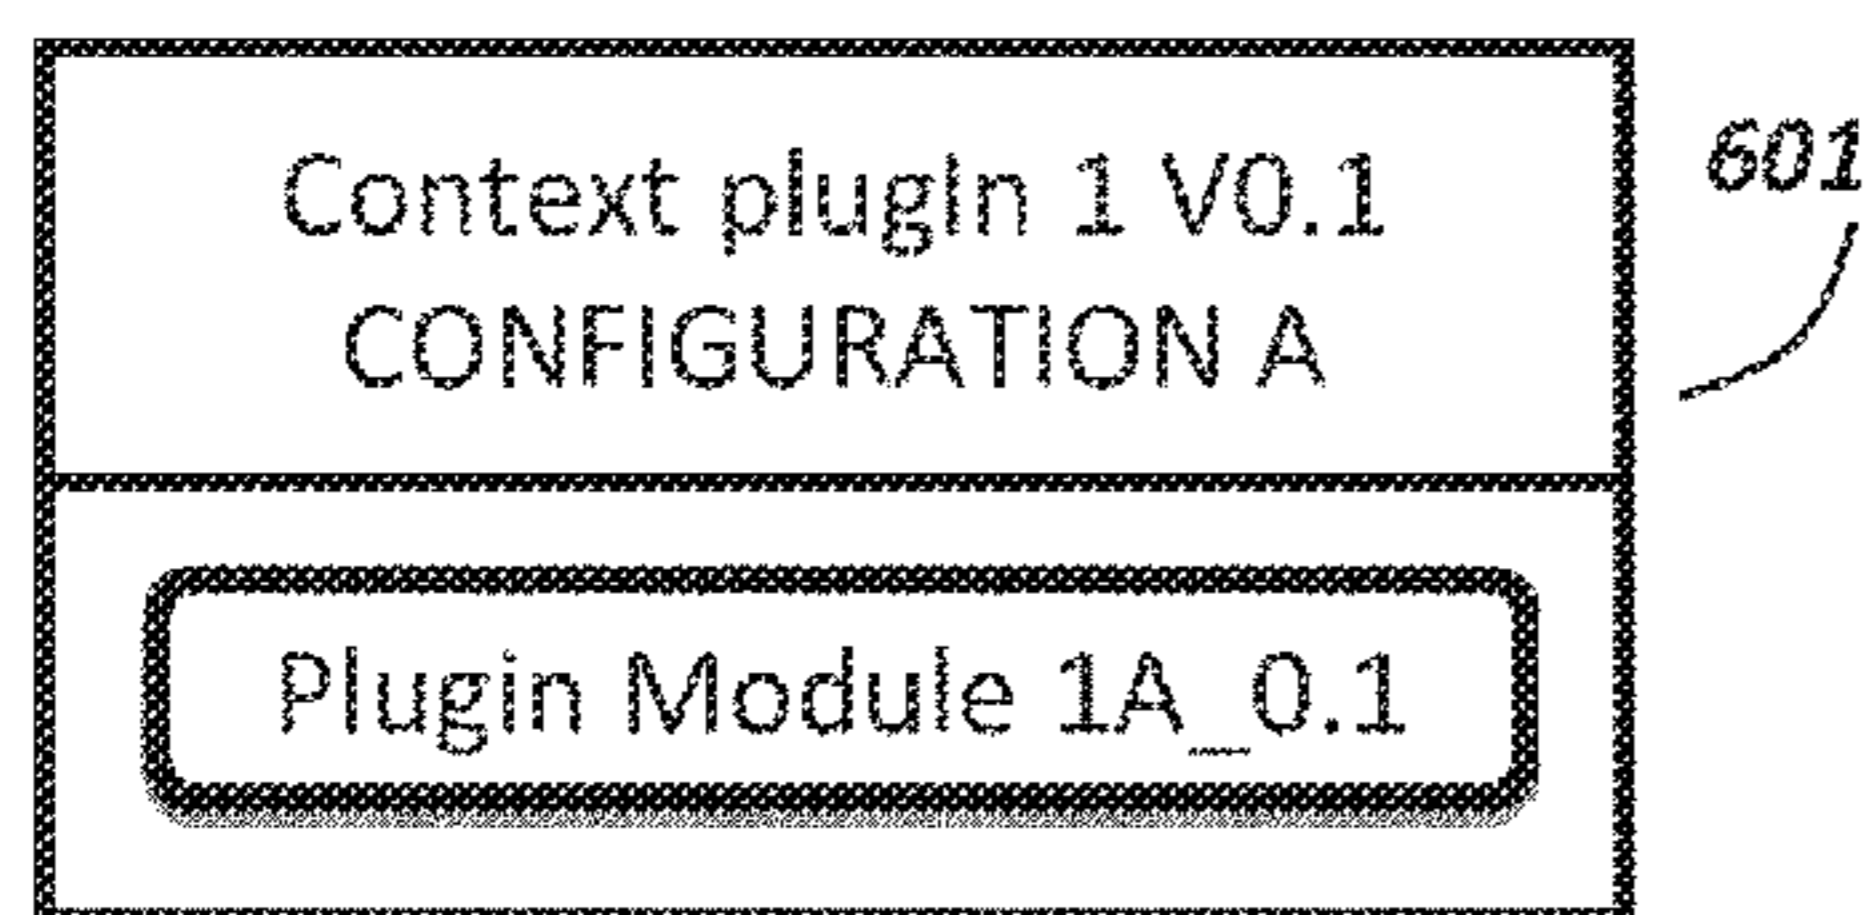 Context plugIn 1 V0.1
CONFIGURATION A
601
Plugin Module 1A_0.1